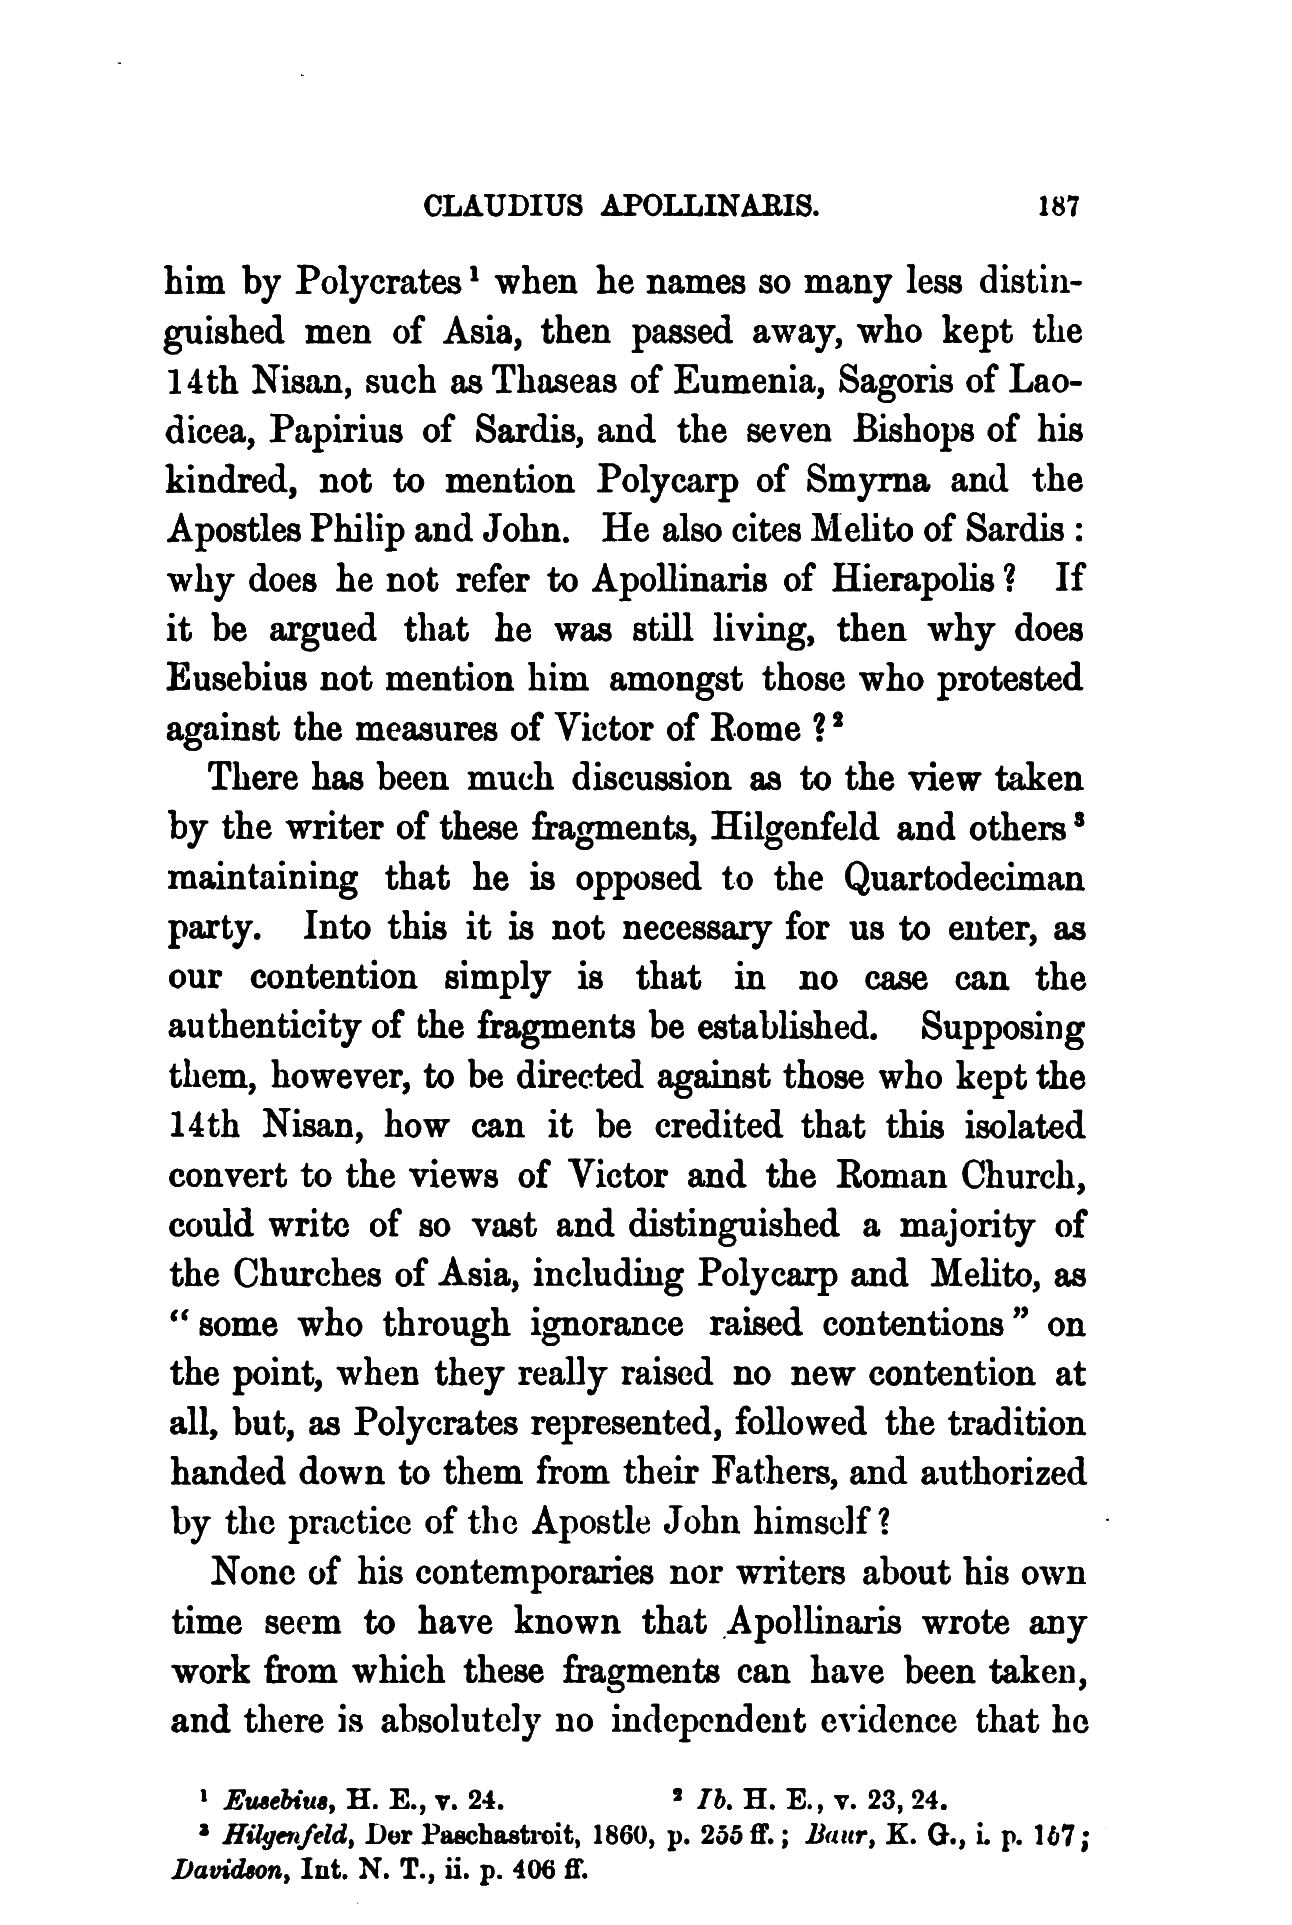 CLAUDIUS APOLLINARIS. 187
him by Polycrates ¹ when he names so many less distin-
guished men of Asia, then passed away, who kept the
14th Nisan, such as Thaseas of Eumenia, Sagoris of Lao-
dicea, Papirius of Sardis, and the seven Bishops of his
kindred, not to mention Polycarp of Smyrna and the
Apostles Philip and John. He also cites Melito of Sardis :
why does he not refer to Apollinaris of Hierapolis ? If
it be argued that he was still living, then why does
Eusebius not mention him amongst those who protested
against the measures of Victor of Rome ? ²
There has been much discussion as to the view taken
by the writer of these fragments, Hilgenfeld and others ³
maintaining that he is opposed to the Quartodeciman
party. Into this it is not necessary for us to enter, as
our contention simply is that in no case can the
authenticity of the fragments be established. Supposing
them, however, to be directed against those who kept the
14th Nisan, how can it be credited that this isolated
convert to the views of Victor and the Roman Church,
could write of so vast and distinguished a majority of
the Churches of Asia, including Polycarp and Melito, as
“ some who through ignorance raised contentions ” on
the point, when they really raised no new contention at
all, but, as Polycrates represented, followed the tradition
handed down to them from their Fathers, and authorized
by the practice of the Apostle John himself ?
None of his contemporaries nor writers about his own
time seem to have known that Apollinaris wrote any
work from which these fragments can have been taken,
and there is absolutely no independent evidence that he
¹ Eusebius, H. E., v. 24. ² Ib. H. E., v. 23, 24.
³ Hilgenfeld, Der Paschastreit, 1860, p. 255 ff. ; Baur, K. G., i. p. 157 ;
Davidson, Int. N. T., ii. p. 406 ff.